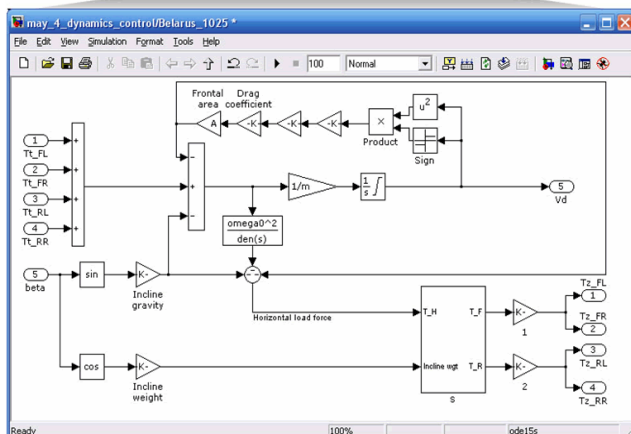 may_4_dynamics_control/Belarus_1025 *
File Edit View Simulation Format Tools Help
100 Normal
Frontal area
Drag coefficient
A -K -K -K × u²
Product
Sign
1
Tt_FL
2
Tt_FR
3
Tt_RL
4
Tt_RR
+
+
+
+
−
+
−
1/m
1
s
5
Vd
omega0^2
den(s)
5
beta
sin
K-
Incline
gravity
--
Horizontal load force
T_H T_F
Incline wgt T_R
S
K-
1
K-
2
Tz_FL
1
Tz_FR
2
3
Tz_RL
4
Tz_RR
cos
K-
Incline
weight
Ready 100% ode15s